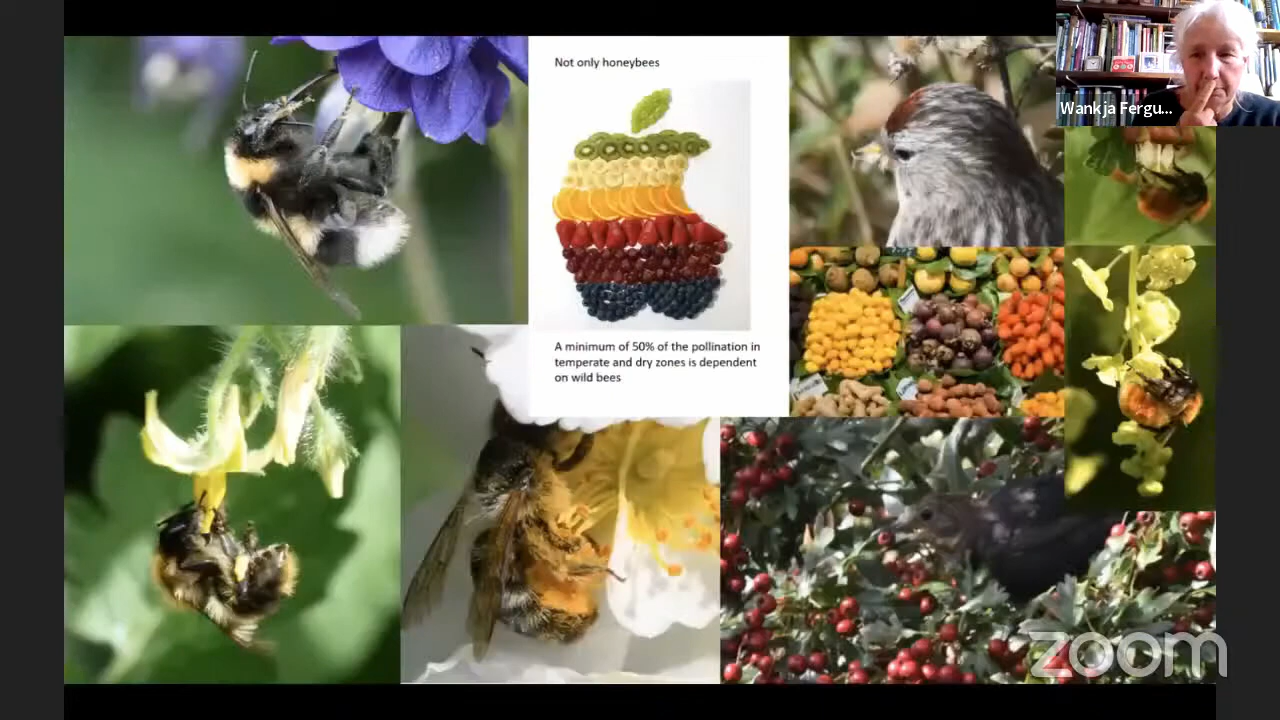 Not only honeybees
Wankja Fergu...
A minimum of 50% of the pollination in
temperate and dry zones is dependent
on wild bees
zoom